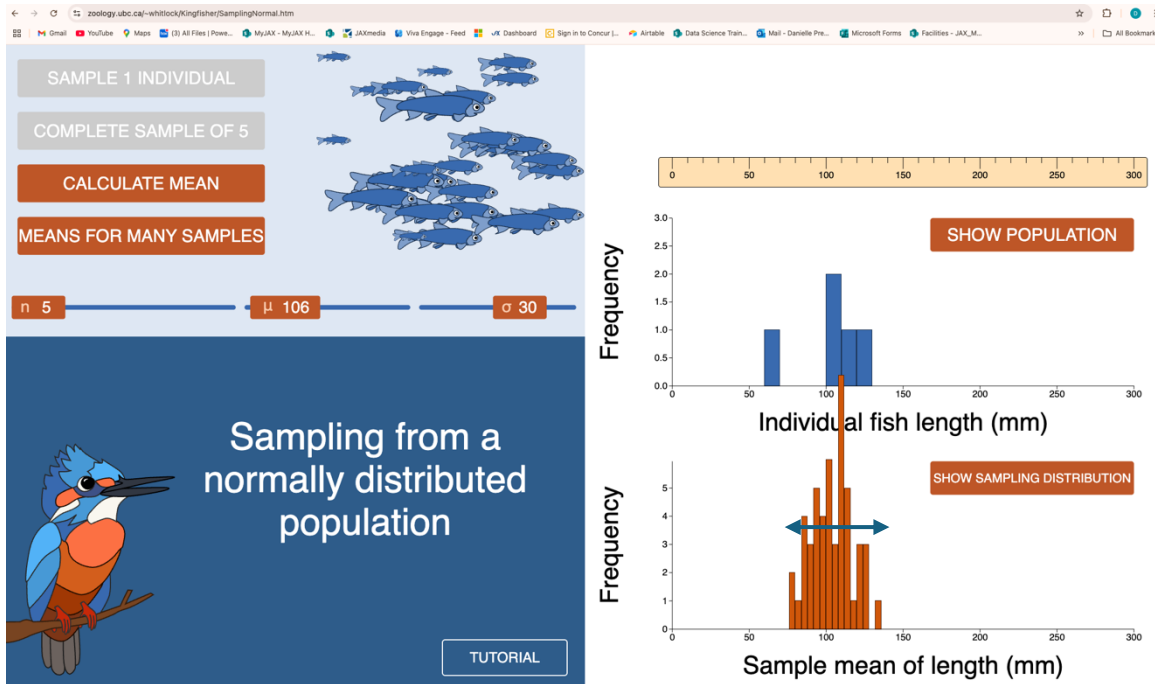 zoology.ubc.ca/~whitlock/Kingfisher/SamplingNormal.htm
Gmail YouTube Maps (3) All Files | Powe... MyJAX - MyJAX H... JAXmedia Viva Engage - Feed JAX Dashboard Sign in to Concur |... Airtable Data Science Train... Mail - Danielle Pre... Microsoft Forms Facilities - JAX_M... » All Bookmark
SAMPLE 1 INDIVIDUAL
COMPLETE SAMPLE OF 5
CALCULATE MEAN
MEANS FOR MANY SAMPLES
n 5
μ 106
σ 30
Sampling from a
normally distributed
population
TUTORIAL
0 50 100 150 200 250 300
SHOW POPULATION
Frequency
3.0
2.5
2.0
1.5
1.0
0.5
0.0
0 50 100 150 200 250 300
Individual fish length (mm)
SHOW SAMPLING DISTRIBUTION
Frequency
5
4
3
2
1
0
0 50 100 150 200 250 300
Sample mean of length (mm)